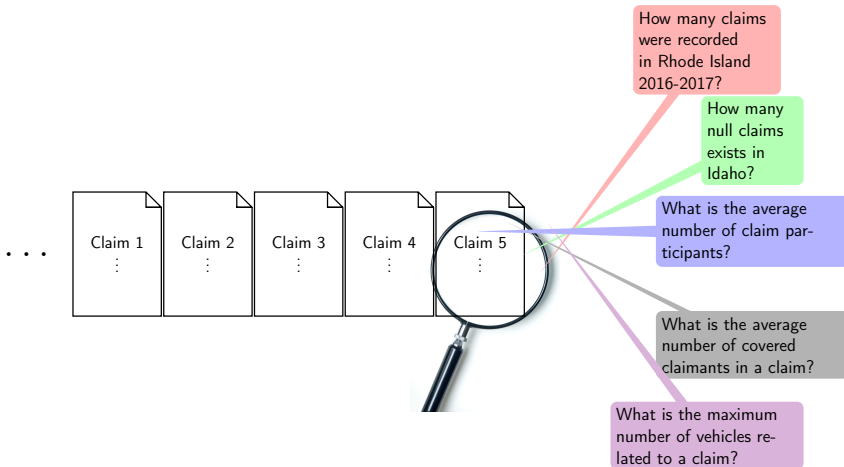 How many claims
were recorded
in Rhode Island
2016-2017?
How many
null claims
exists in
Idaho?
What is the average
number of claim par-
ticipants?
Claim 1
Claim 2
Claim 3
Claim 4
Claim 5
. . .
What is the average
number of covered
claimants in a claim?
What is the maximum
number of vehicles re-
lated to a claim?